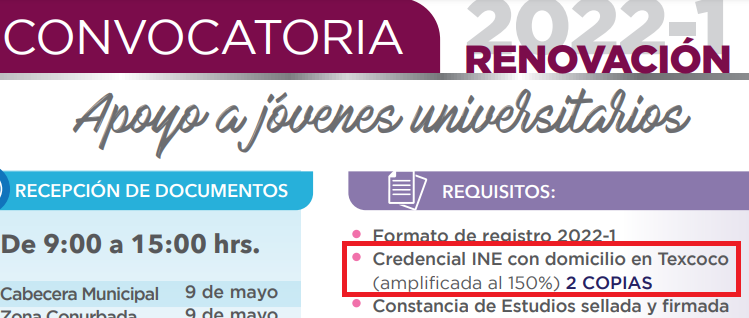 CONVOCATORIA
2022-1
RENOVACIÓN
Apoyo a jóvenes universitarios
RECEPCIÓN DE DOCUMENTOS
De 9:00 a 15:00 hrs.
Cabecera Municipal 9 de mayo
Zona Conurbada 9 de mayo
REQUISITOS:
Formato de registro 2022-1
Credencial INE con domicilio en Texcoco
(amplificada al 150%) 2 COPIAS
Constancia de Estudios sellada y firmada